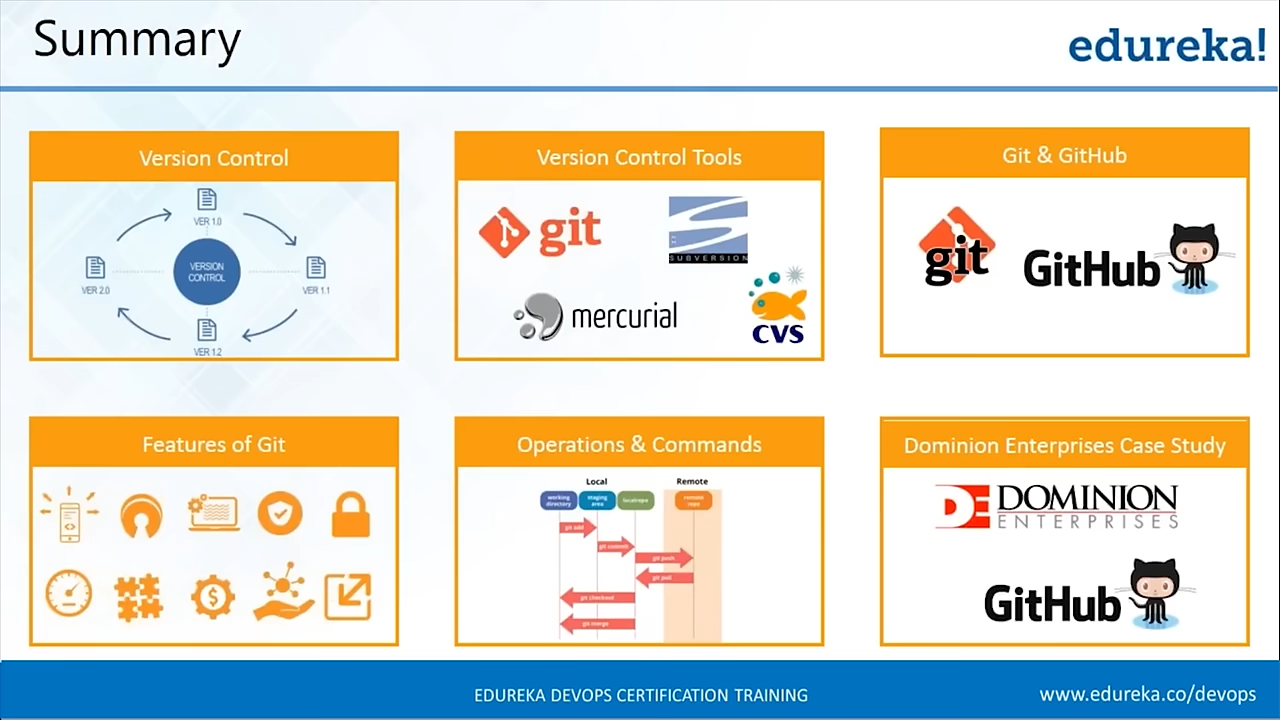 Summary
edureka!
Version Control
VER 1.0
VERSION
CONTROL
VER 2.0
VER 1.1
VER 1.2
Version Control Tools
git
SUBVERSION
mercurial
CVS
Git & GitHub
git
GitHub
Features of Git
Operations & Commands
Local
Remote
working
directory
staging
area
localrepo
remote
repo
git add
git commit
git push
git pull
git checkout
git merge
Dominion Enterprises Case Study
DE DOMINION
ENTERPRISES
GitHub
EDUREKA DEVOPS CERTIFICATION TRAINING
www.edureka.co/devops